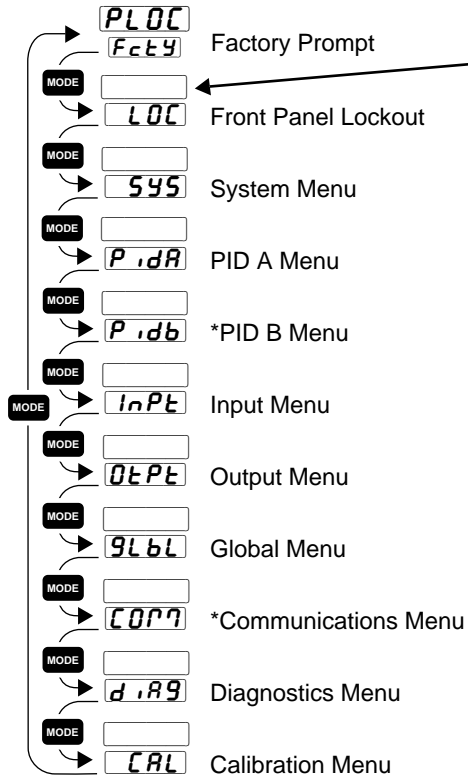 PLOC
FctY Factory Prompt
MODE
LOC Front Panel Lockout
MODE
SYS System Menu
MODE
PidA PID A Menu
MODE
Pidb *PID B Menu
MODE
InPt Input Menu
MODE
MODE
OtPt Output Menu
MODE
gLbL Global Menu
MODE
COM *Communications Menu
MODE
diAg Diagnostics Menu
MODE
CAL Calibration Menu